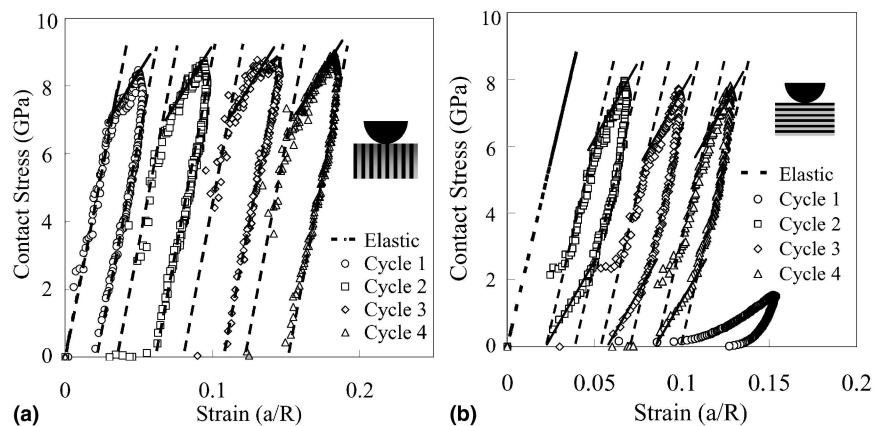 10
8
6
4
2
0
Contact Stress (GPa)
0
0.1
0.2
Strain (a/R)
Elastic
Cycle 1
Cycle 2
Cycle 3
Cycle 4
(a)
10
8
6
4
2
0
Contact Stress (GPa)
0
0.05
0.1
0.15
0.2
Strain (a/R)
Elastic
Cycle 1
Cycle 2
Cycle 3
Cycle 4
(b)